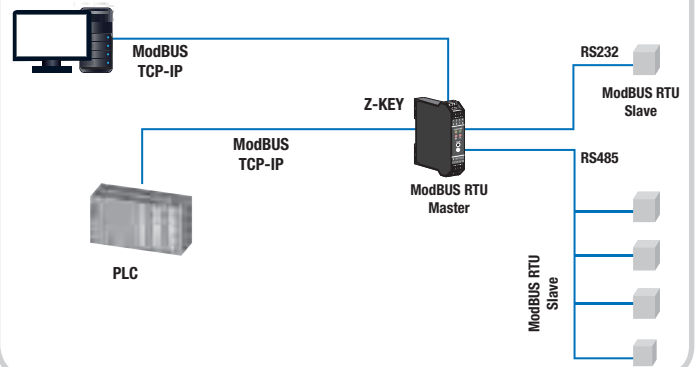 ModBUS
TCP-IP
RS232
ModBUS RTU
Slave
Z-KEY
ModBUS
TCP-IP
RS485
ModBUS RTU
Master
PLC
ModBUS RTU
Slave